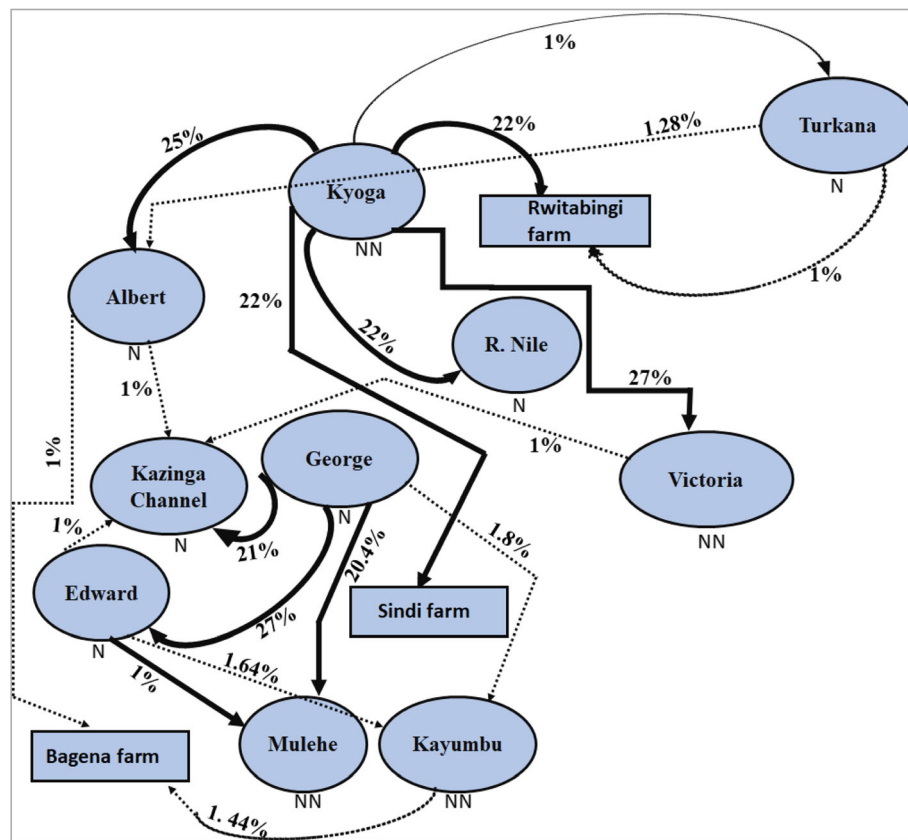 1%
Turkana
N
1.28%
22%
25%
Kyoga
NN
Rwitabingi
farm
1%
Albert
N
22%
22%
R. Nile
N
27%
1%
1%
1%
Kazinga
Channel
N
George
N
Victoria
NN
1%
21%
20.4%
1.8%
Edward
N
27%
Sindi farm
1.64%
1%
Mulehe
NN
Kayumbu
NN
Bagena farm
1. 44%